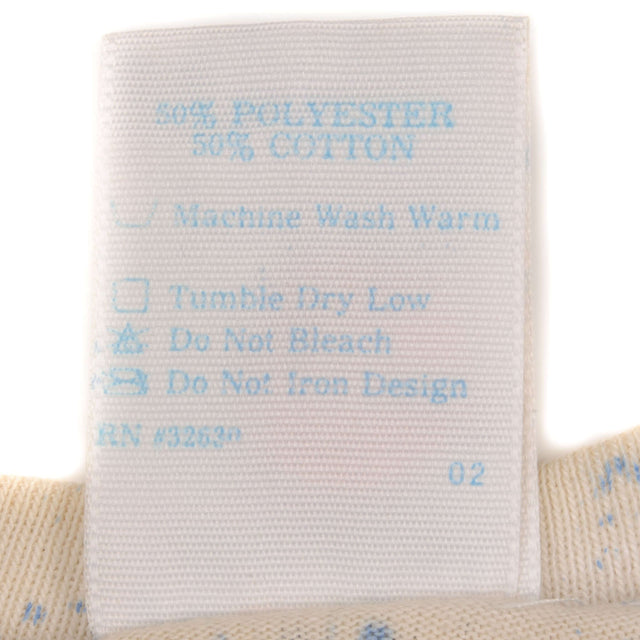 50% POLYESTER
50% COTTON
Machine Wash Warm
Tumble Dry Low
Do Not Bleach
Do Not Iron Design
RN #32630
02